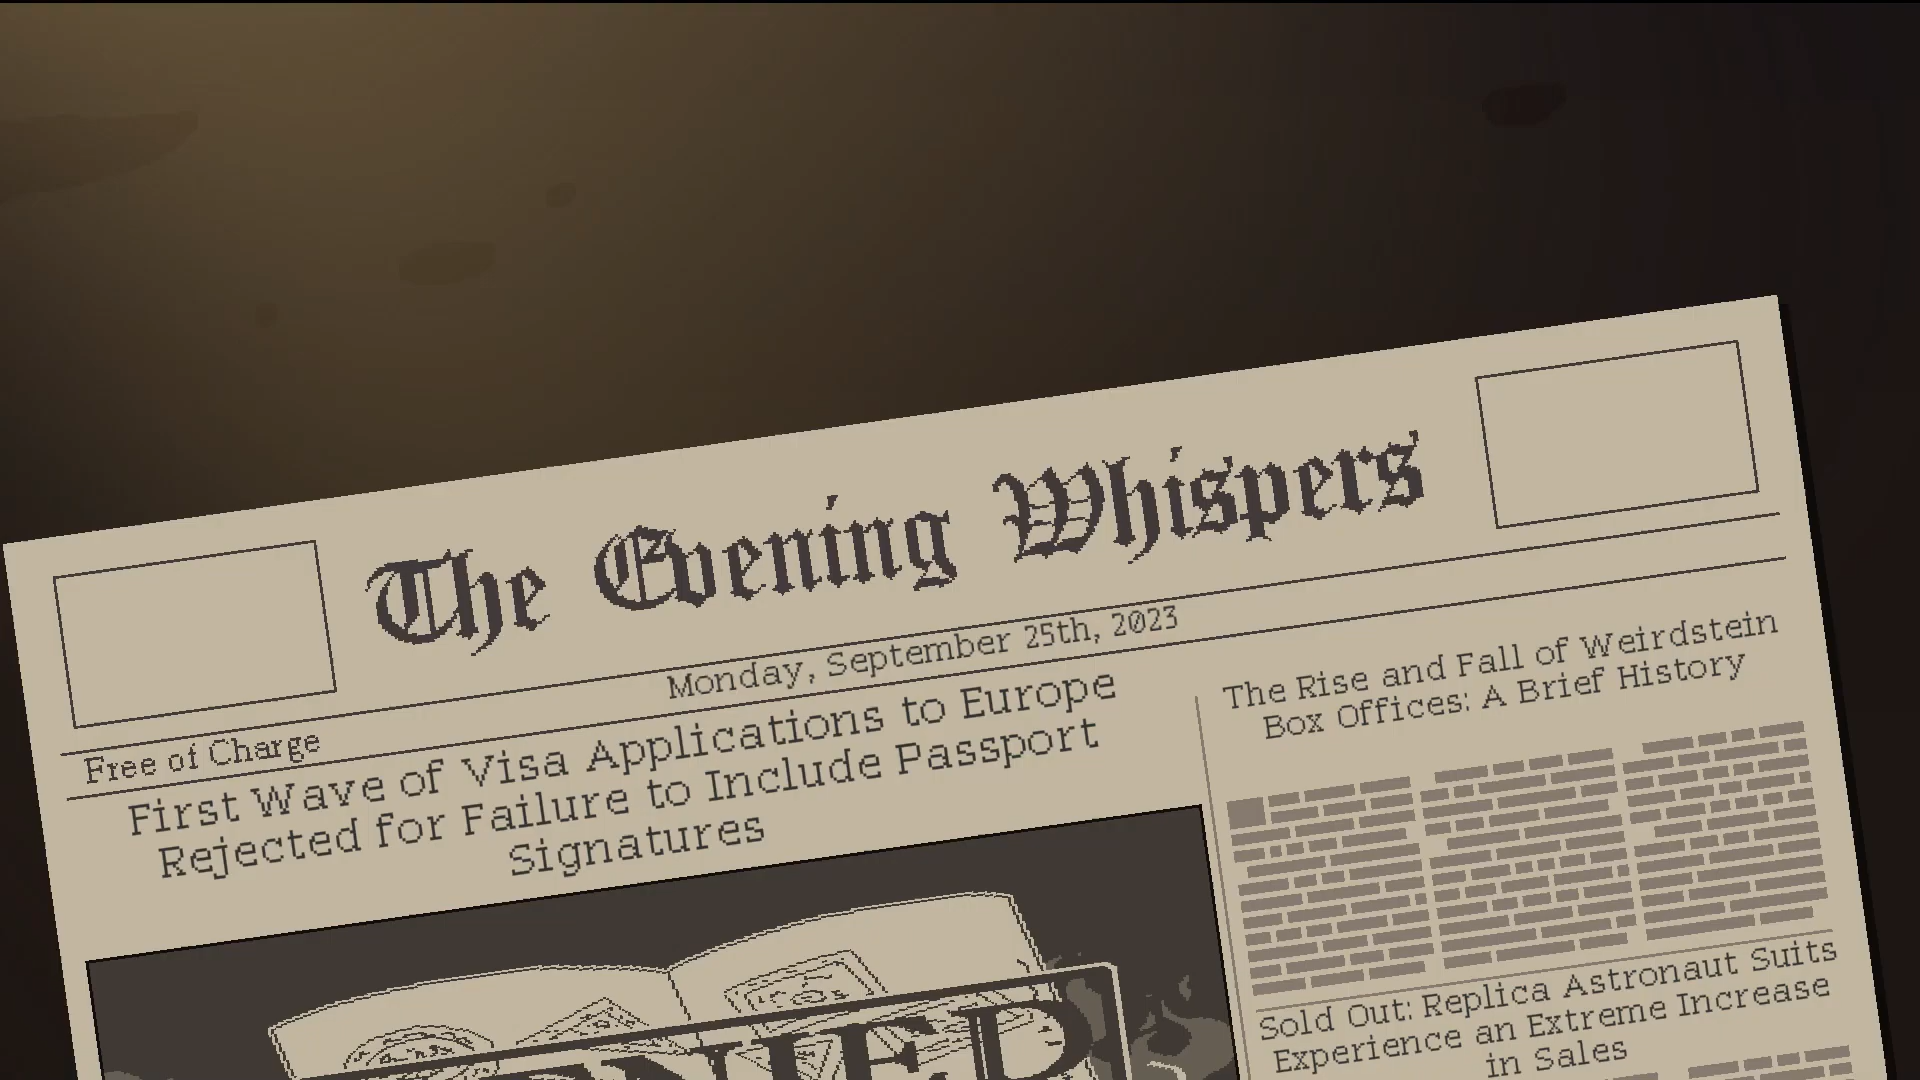 The Evening Whispers
Monday, September 25th, 2023
Free of Charge
First Wave of Visa Applications to Europe
Rejected for Failure to Include Passport
Signatures
The Rise and Fall of Weirdstein
Box Offices: A Brief History
Sold Out: Replica Astronaut Suits
Experience an Extreme Increase
in Sales